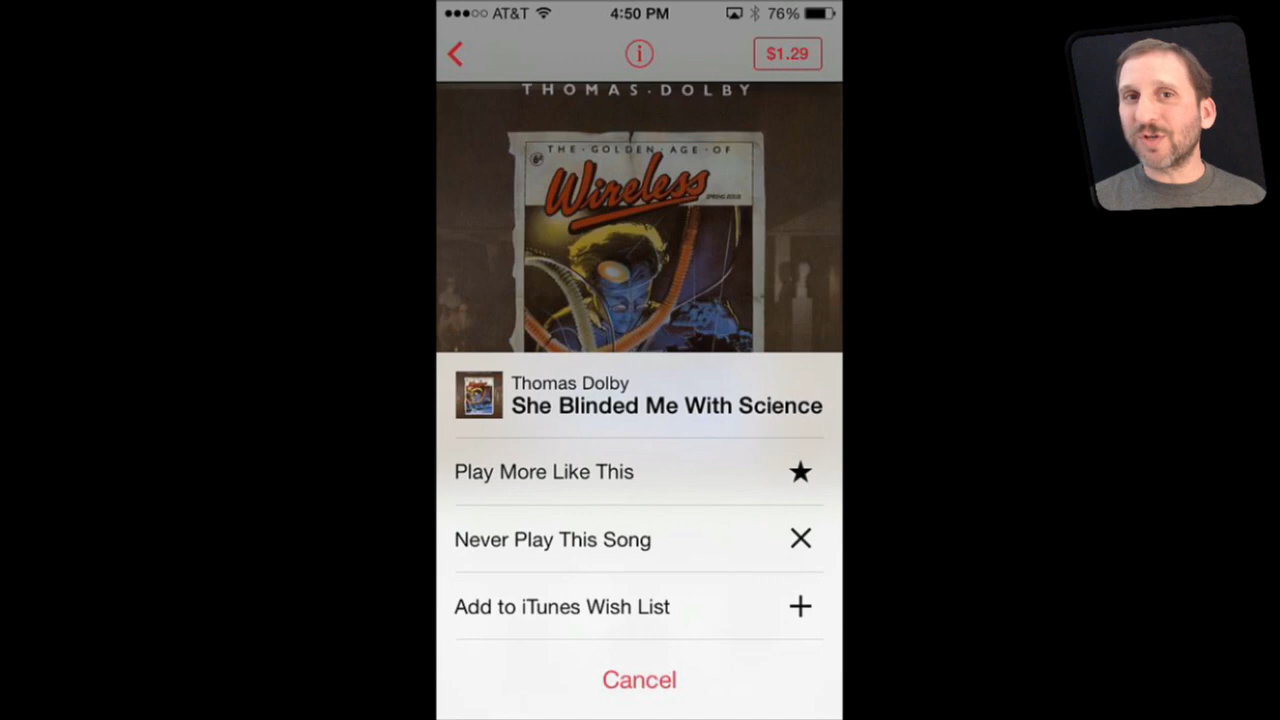 AT&T 4:50 PM 76%
$1.29
THOMAS·DOLBY
THE·GOLDEN·AGE·OF
Wireless
Thomas Dolby
She Blinded Me With Science
Play More Like This
Never Play This Song
Add to iTunes Wish List
Cancel